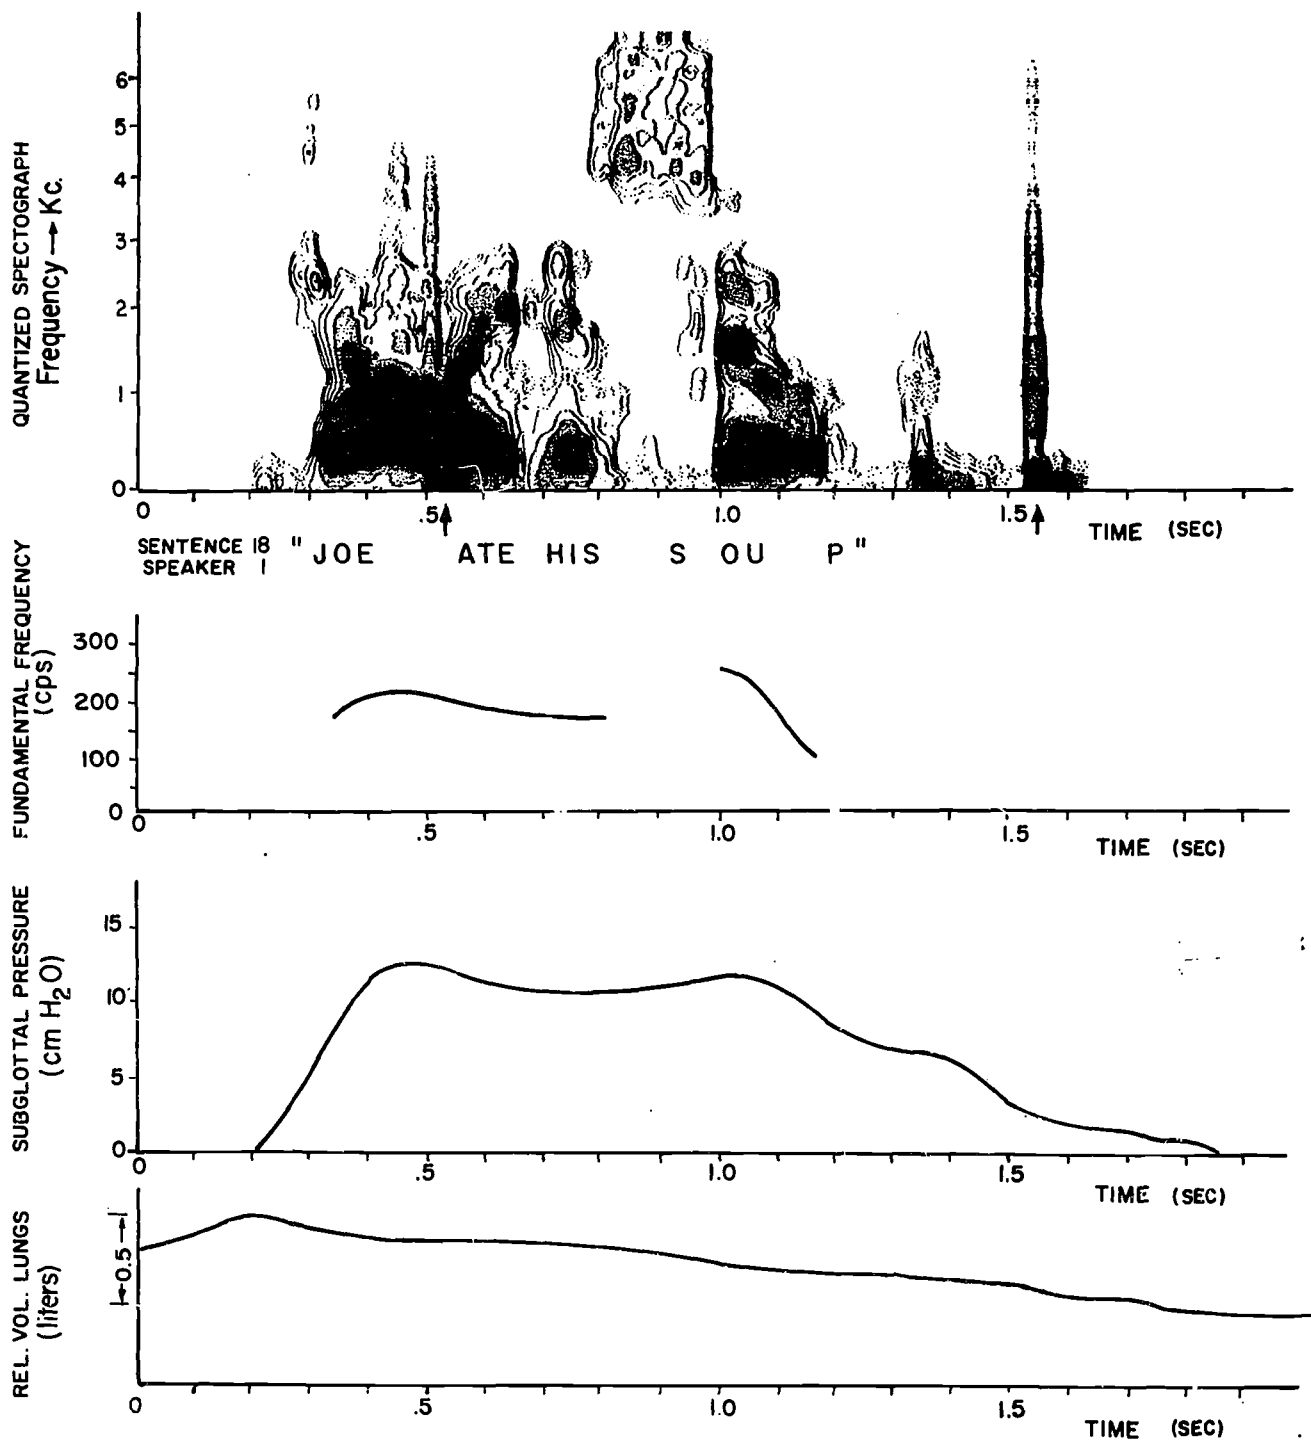 QUANTIZED SPECTOGRAPH
Frequency → Kc.
6
5
4
3
2
1
0
0 .5 1.0 1.5 TIME (SEC)
SENTENCE 18 "JOE ATE HIS S OU P"
SPEAKER 1
FUNDAMENTAL FREQUENCY
(cps)
300
200
100
0
0 .5 1.0 1.5
TIME (SEC)
SUBGLOTTAL PRESSURE
(cm H2O)
15
10
5
0
0 .5 1.0 1.5
TIME (SEC)
REL. VOL. LUNGS
(liters)
0.5
0 .5 1.0 1.5
TIME (SEC)